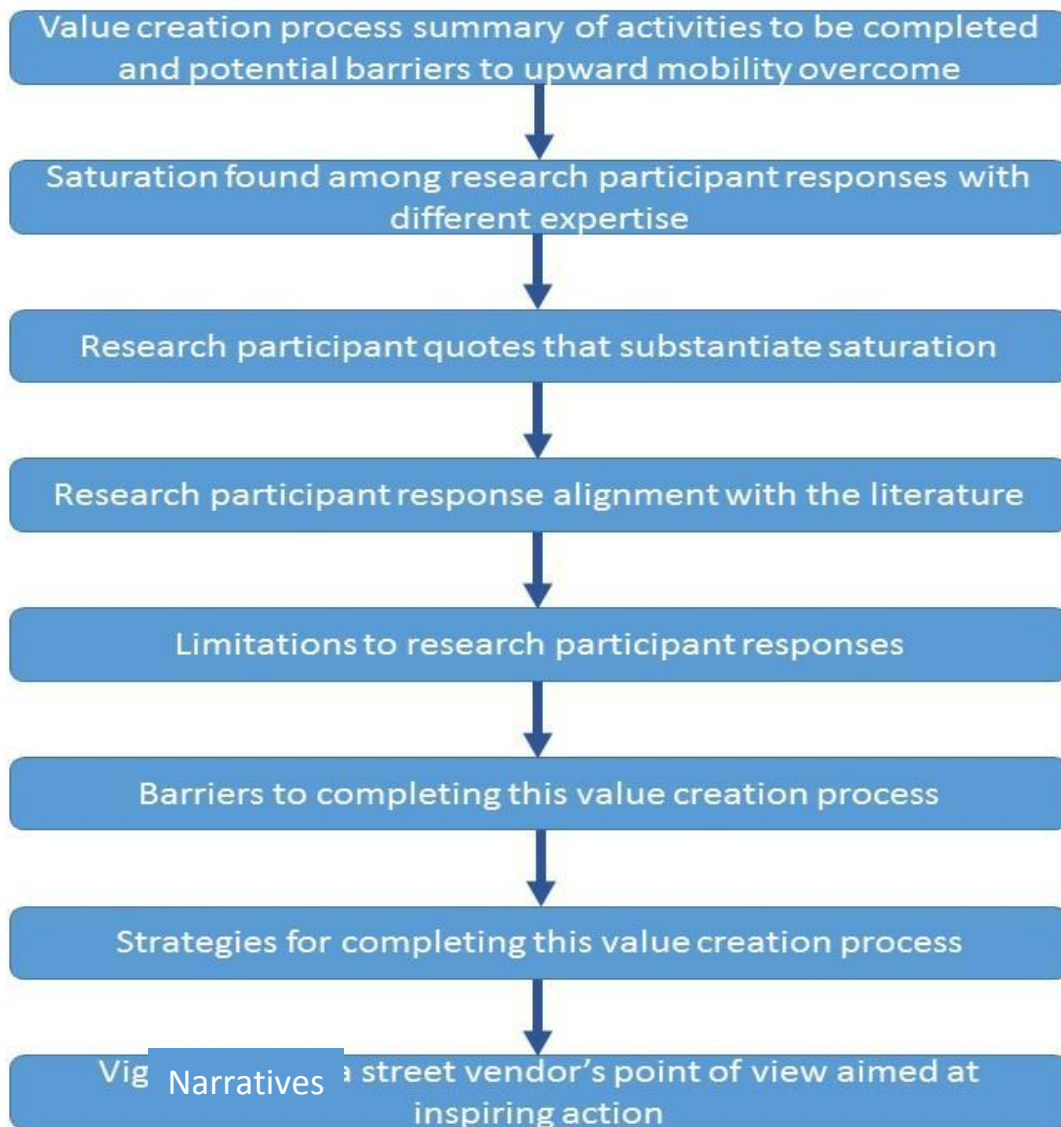 Value creation process summary of activities to be completed
and potential barriers to upward mobility overcome
Saturation found among research participant responses with
different expertise
Research participant quotes that substantiate saturation
Research participant response alignment with the literature
Limitations to research participant responses
Barriers to completing this value creation process
Strategies for completing this value creation process
Vig Narratives a street vendor’s point of view aimed at
inspiring action